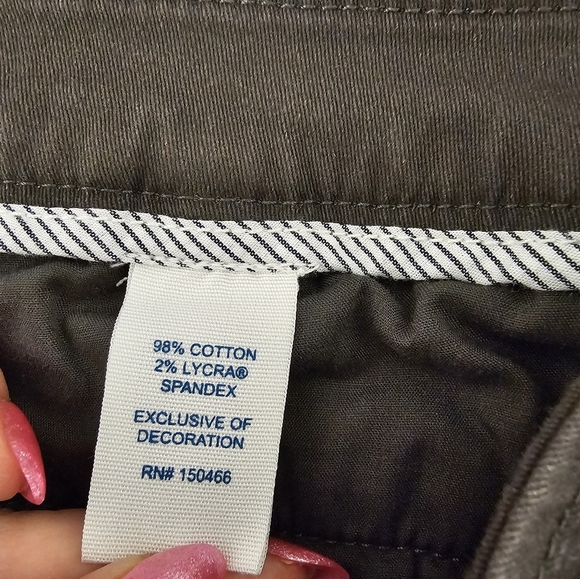 98% COTTON
2% LYCRA®
SPANDEX
EXCLUSIVE OF
DECORATION
RN# 150466